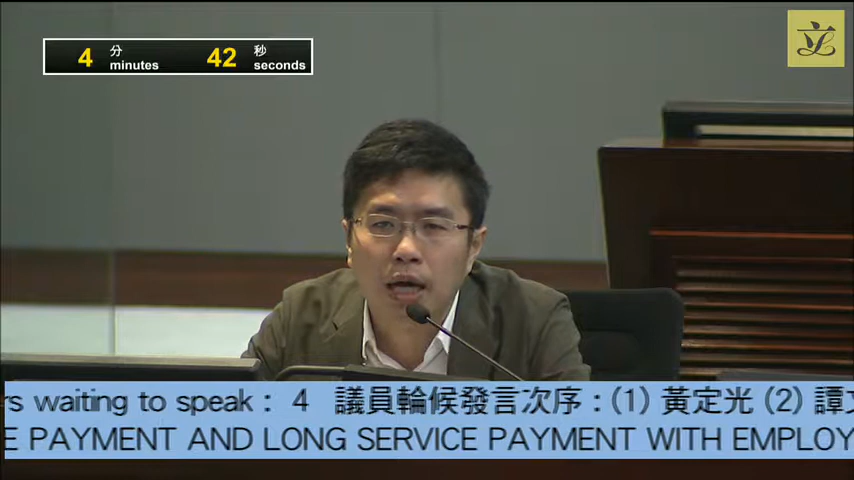 4 分 minutes 42 秒 seconds
立
rs waiting to speak : 4 議員輪候發言次序 : (1) 黃定光 (2) 譚
E PAYMENT AND LONG SERVICE PAYMENT WITH EMPLOY